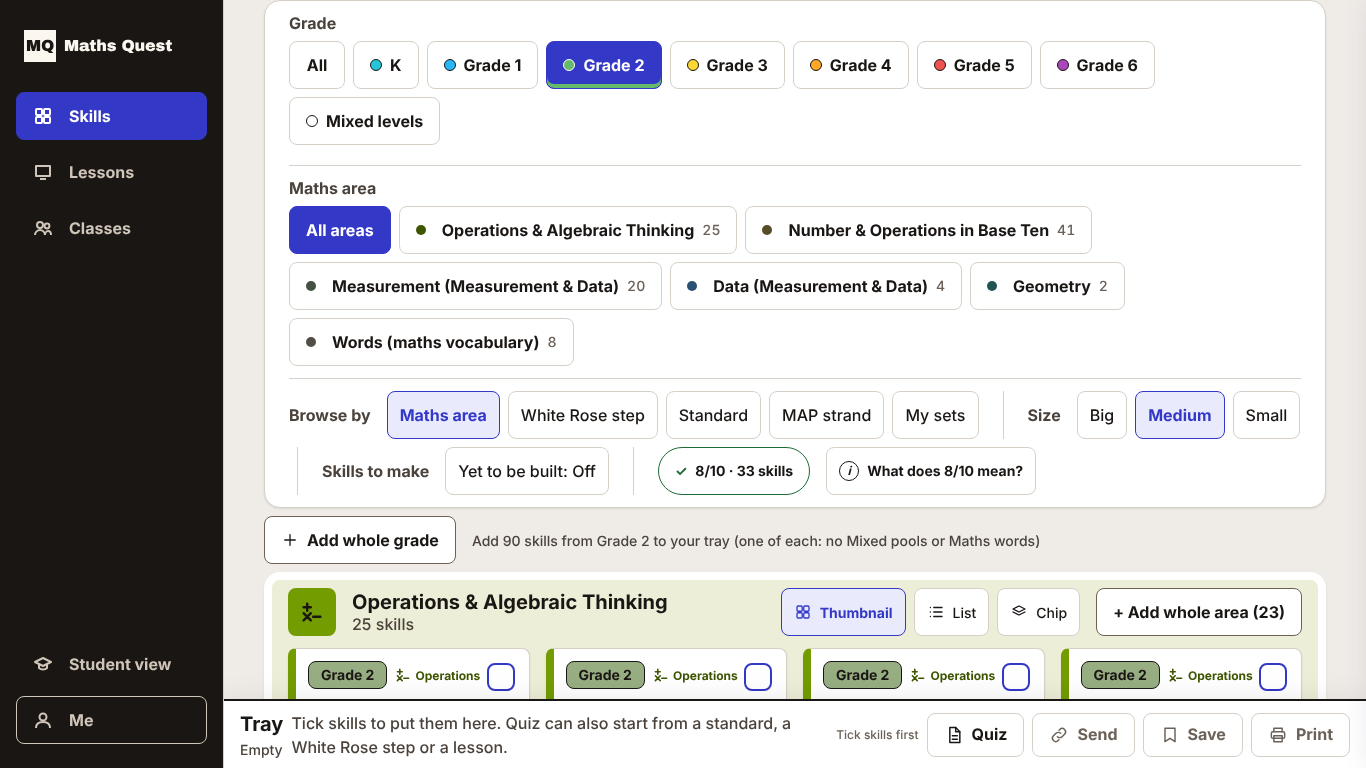 MQ Maths Quest
Skills
Lessons
Classes
Student view
Me
Grade
All
K
Grade 1
Grade 2
Grade 3
Grade 4
Grade 5
Grade 6
Mixed levels
Maths area
All areas
Operations & Algebraic Thinking 25
Number & Operations in Base Ten 41
Measurement (Measurement & Data) 20
Data (Measurement & Data) 4
Geometry 2
Words (maths vocabulary) 8
Browse by
Maths area
White Rose step
Standard
MAP strand
My sets
Size
Big
Medium
Small
Skills to make
Yet to be built: Off
8/10 · 33 skills
What does 8/10 mean?
Add whole grade
Add 90 skills from Grade 2 to your tray (one of each: no Mixed pools or Maths words)
Operations & Algebraic Thinking
25 skills
Thumbnail
List
Chip
+ Add whole area (23)
Grade 2 Operations
Grade 2 Operations
Grade 2 Operations
Grade 2 Operations
Tray
Empty
Tick skills to put them here. Quiz can also start from a standard, a
White Rose step or a lesson.
Tick skills first
Quiz
Send
Save
Print